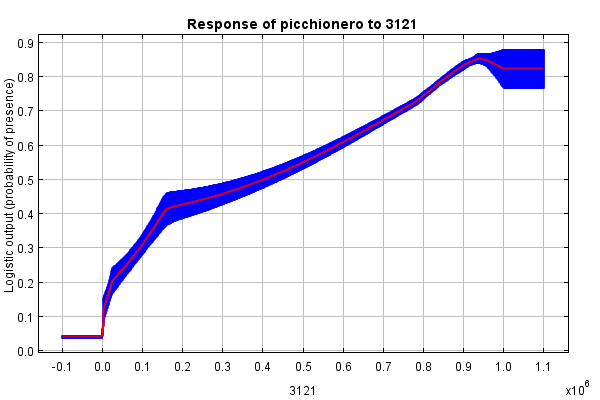 Response of picchionero to 3121
Logistic output (probability of presence)
0.9
0.8
0.7
0.6
0.5
0.4
0.3
0.2
0.1
0.0
-0.1 0.0 0.1 0.2 0.3 0.4 0.5 0.6 0.7 0.8 0.9 1.0 1.1
3121
x10⁶